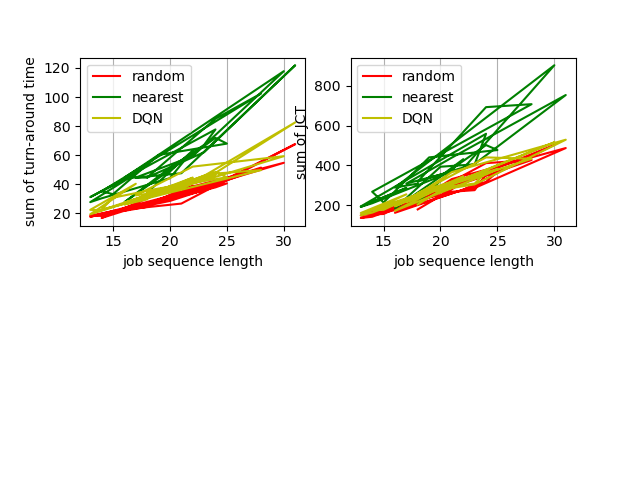 sum of turn-around time
120
100
80
60
40
20
random
nearest
DQN
15
20
25
30
job sequence length
sum of JCT
800
600
400
200
random
nearest
DQN
15
20
25
30
job sequence length